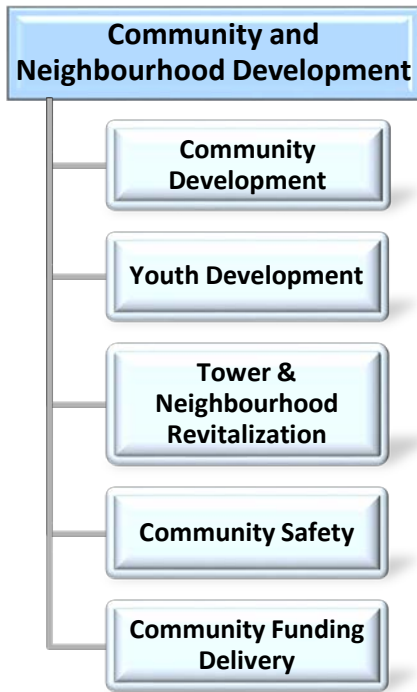 Community and
Neighbourhood Development
Community
Development
Youth Development
Tower &
Neighbourhood
Revitalization
Community Safety
Community Funding
Delivery